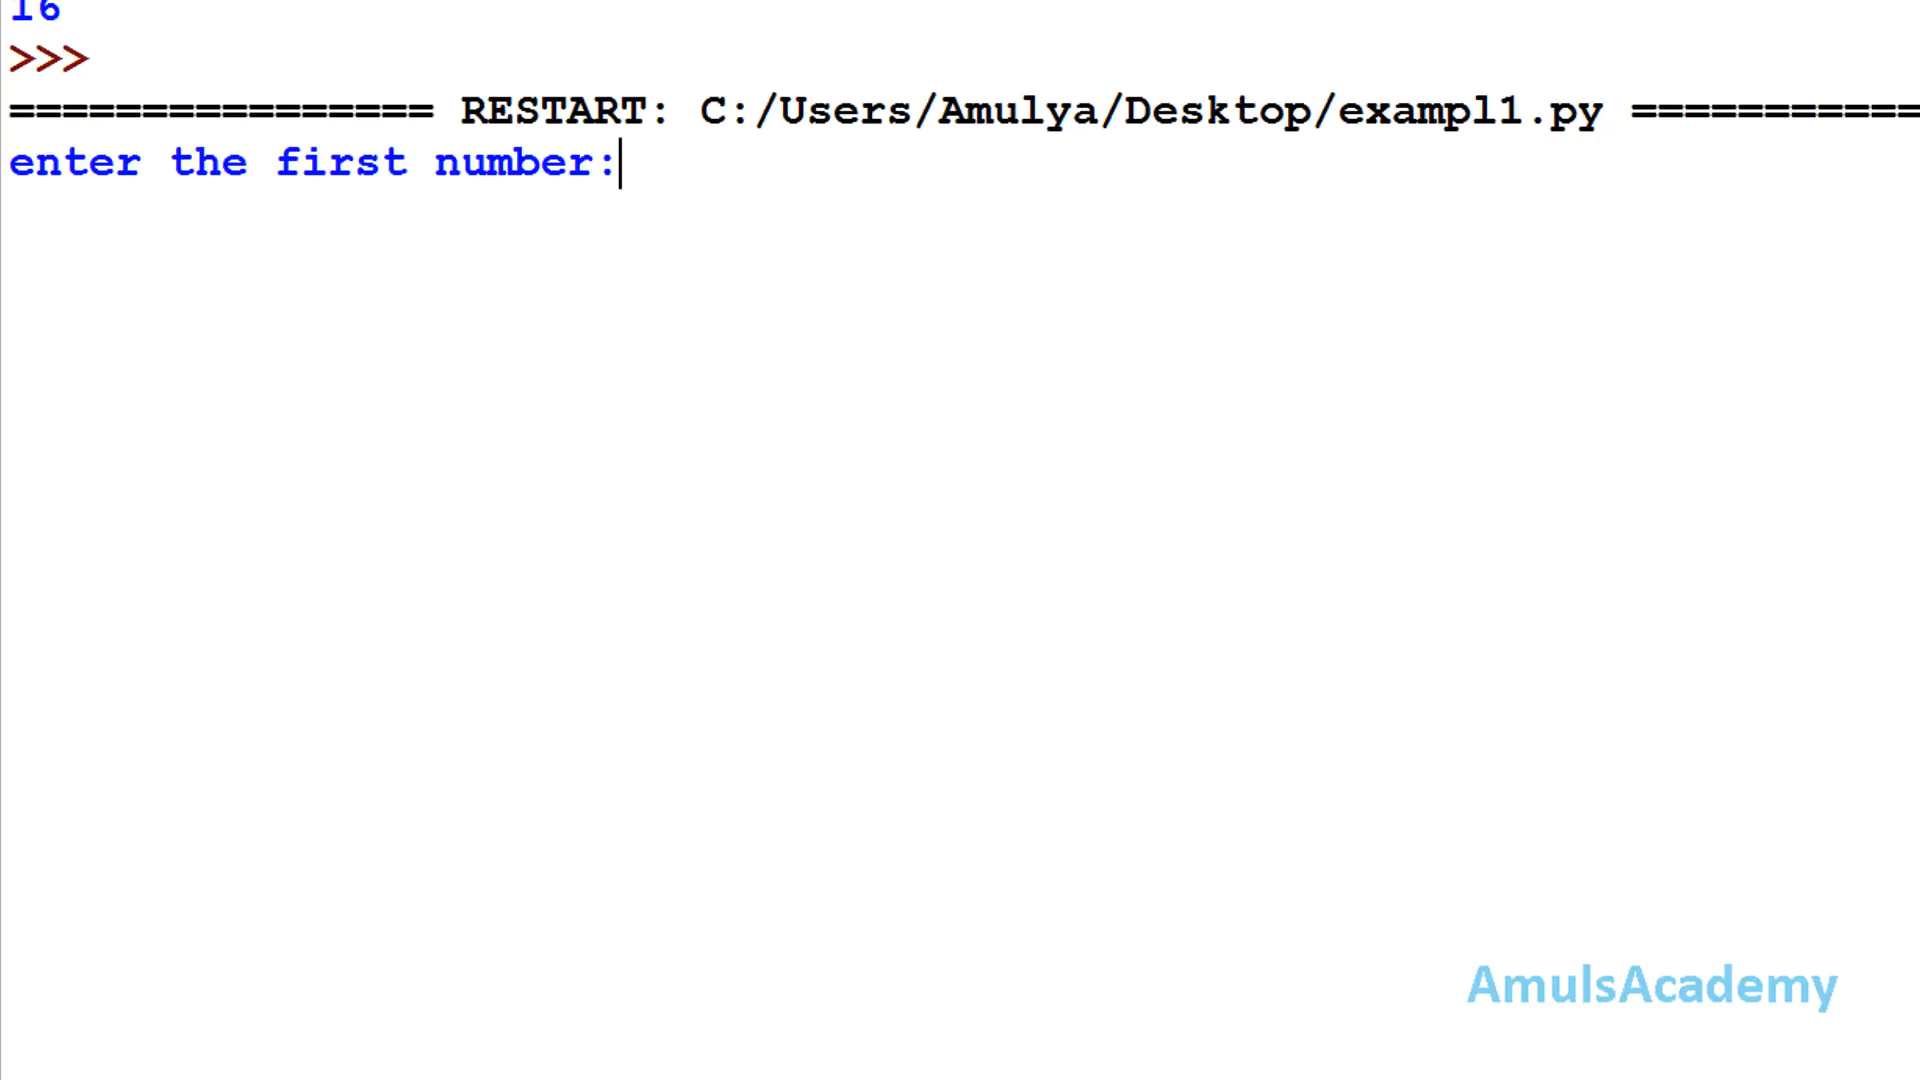 16
>>>
================ RESTART: C:/Users/Amulya/Desktop/exampl1.py ===========
enter the first number:
AmulsAcademy